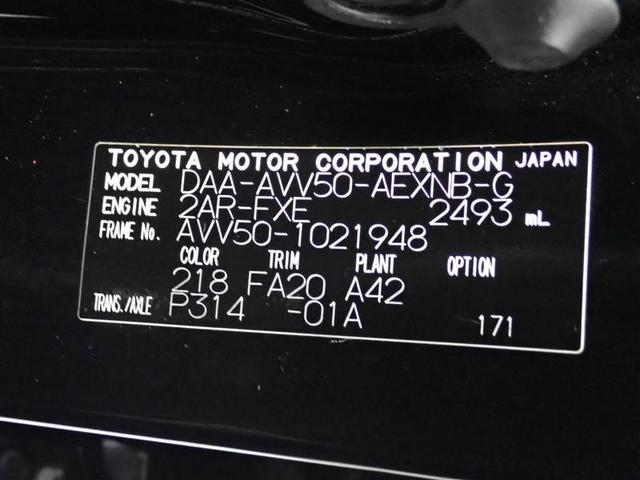 TOYOTA MOTOR CORPORATION JAPAN
MODEL DAA-AVV50-AEXNB-G
ENGINE 2AR-FXE 2493 mL
FRAME No. AVV50-1021948
COLOR TRIM PLANT OPTION
218 FA20 A42
TRANS./AXLE P314 -01A 171